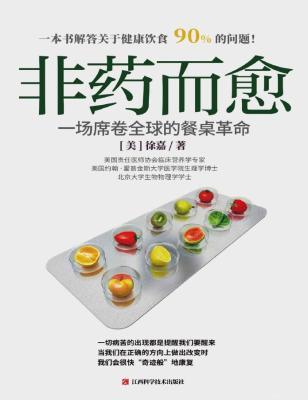 一本书解答关于健康饮食 90% 的问题！
非药而愈
一场席卷全球的餐桌革命
［美］徐嘉／著
美国责任医师协会临床营养学专家
美国约翰·霍普金斯大学医学院生理学博士
北京大学生物物理学学士
一切病苦的出现都是提醒我们要醒来
当我们在正确的方向上做出改变时
我们会很快“奇迹般”地康复
江西科学技术出版社